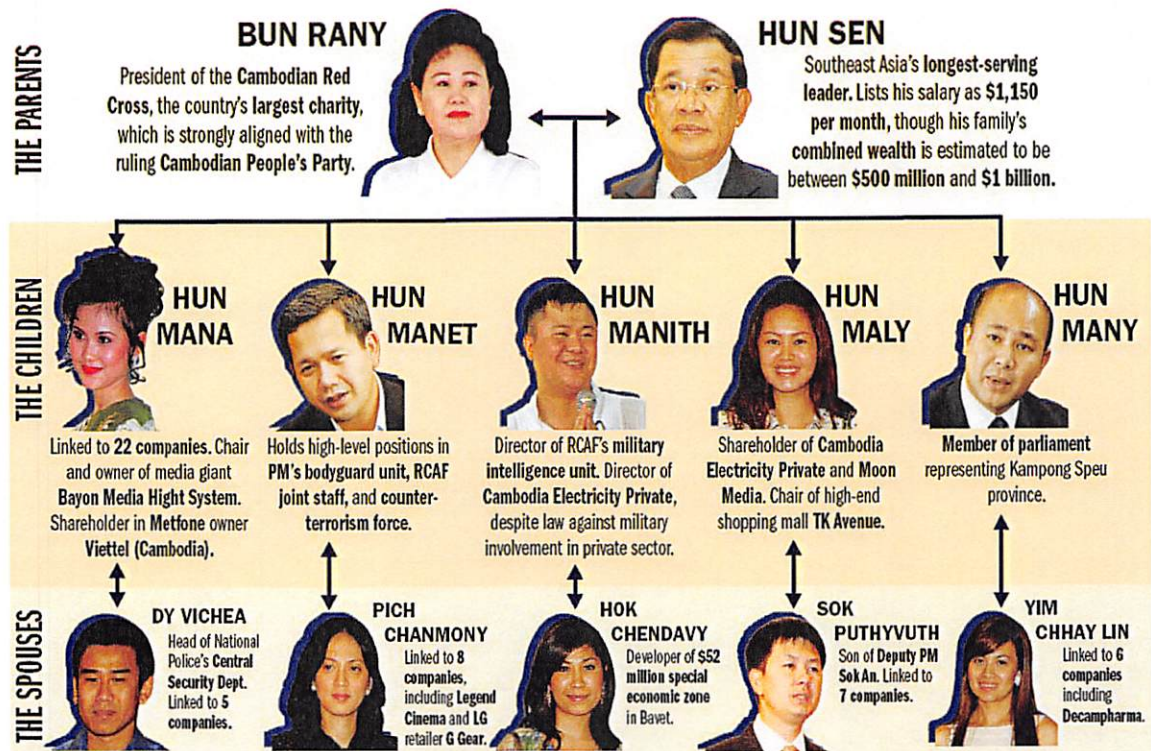 THE PARENTS
BUN RANY
President of the Cambodian Red
Cross, the country's largest charity,
which is strongly aligned with the
ruling Cambodian People's Party.
HUN SEN
Southeast Asia's longest-serving
leader. Lists his salary as $1,150
per month, though his family's
combined wealth is estimated to be
between $500 million and $1 billion.
THE CHILDREN
HUN
MANA
Linked to 22 companies. Chair
and owner of media giant
Bayon Media Hight System.
Shareholder in Metfone owner
Viettel (Cambodia).
HUN
MANET
Holds high-level positions in
PM's bodyguard unit, RCAF
joint staff, and counter-
terrorism force.
HUN
MANITH
Director of RCAF's military
intelligence unit. Director of
Cambodia Electricity Private,
despite law against military
involvement in private sector.
HUN
MALY
Shareholder of Cambodia
Electricity Private and Moon
Media. Chair of high-end
shopping mall TK Avenue.
HUN
MANY
Member of parliament
representing Kampong Speu
province.
THE SPOUSES
DY VICHEA
Head of National
Police's Central
Security Dept.
Linked to 5
companies.
PICH
CHANMONY
Linked to 8
companies,
including Legend
Cinema and LG
retailer G Gear.
HOK
CHENDAVY
Developer of $52
million special
economic zone
in Bavet.
SOK
PUTHYVUTH
Son of Deputy PM
Sok An. Linked to
7 companies.
YIM
CHHAY LIN
Linked to 6
companies
including
Decampharma.